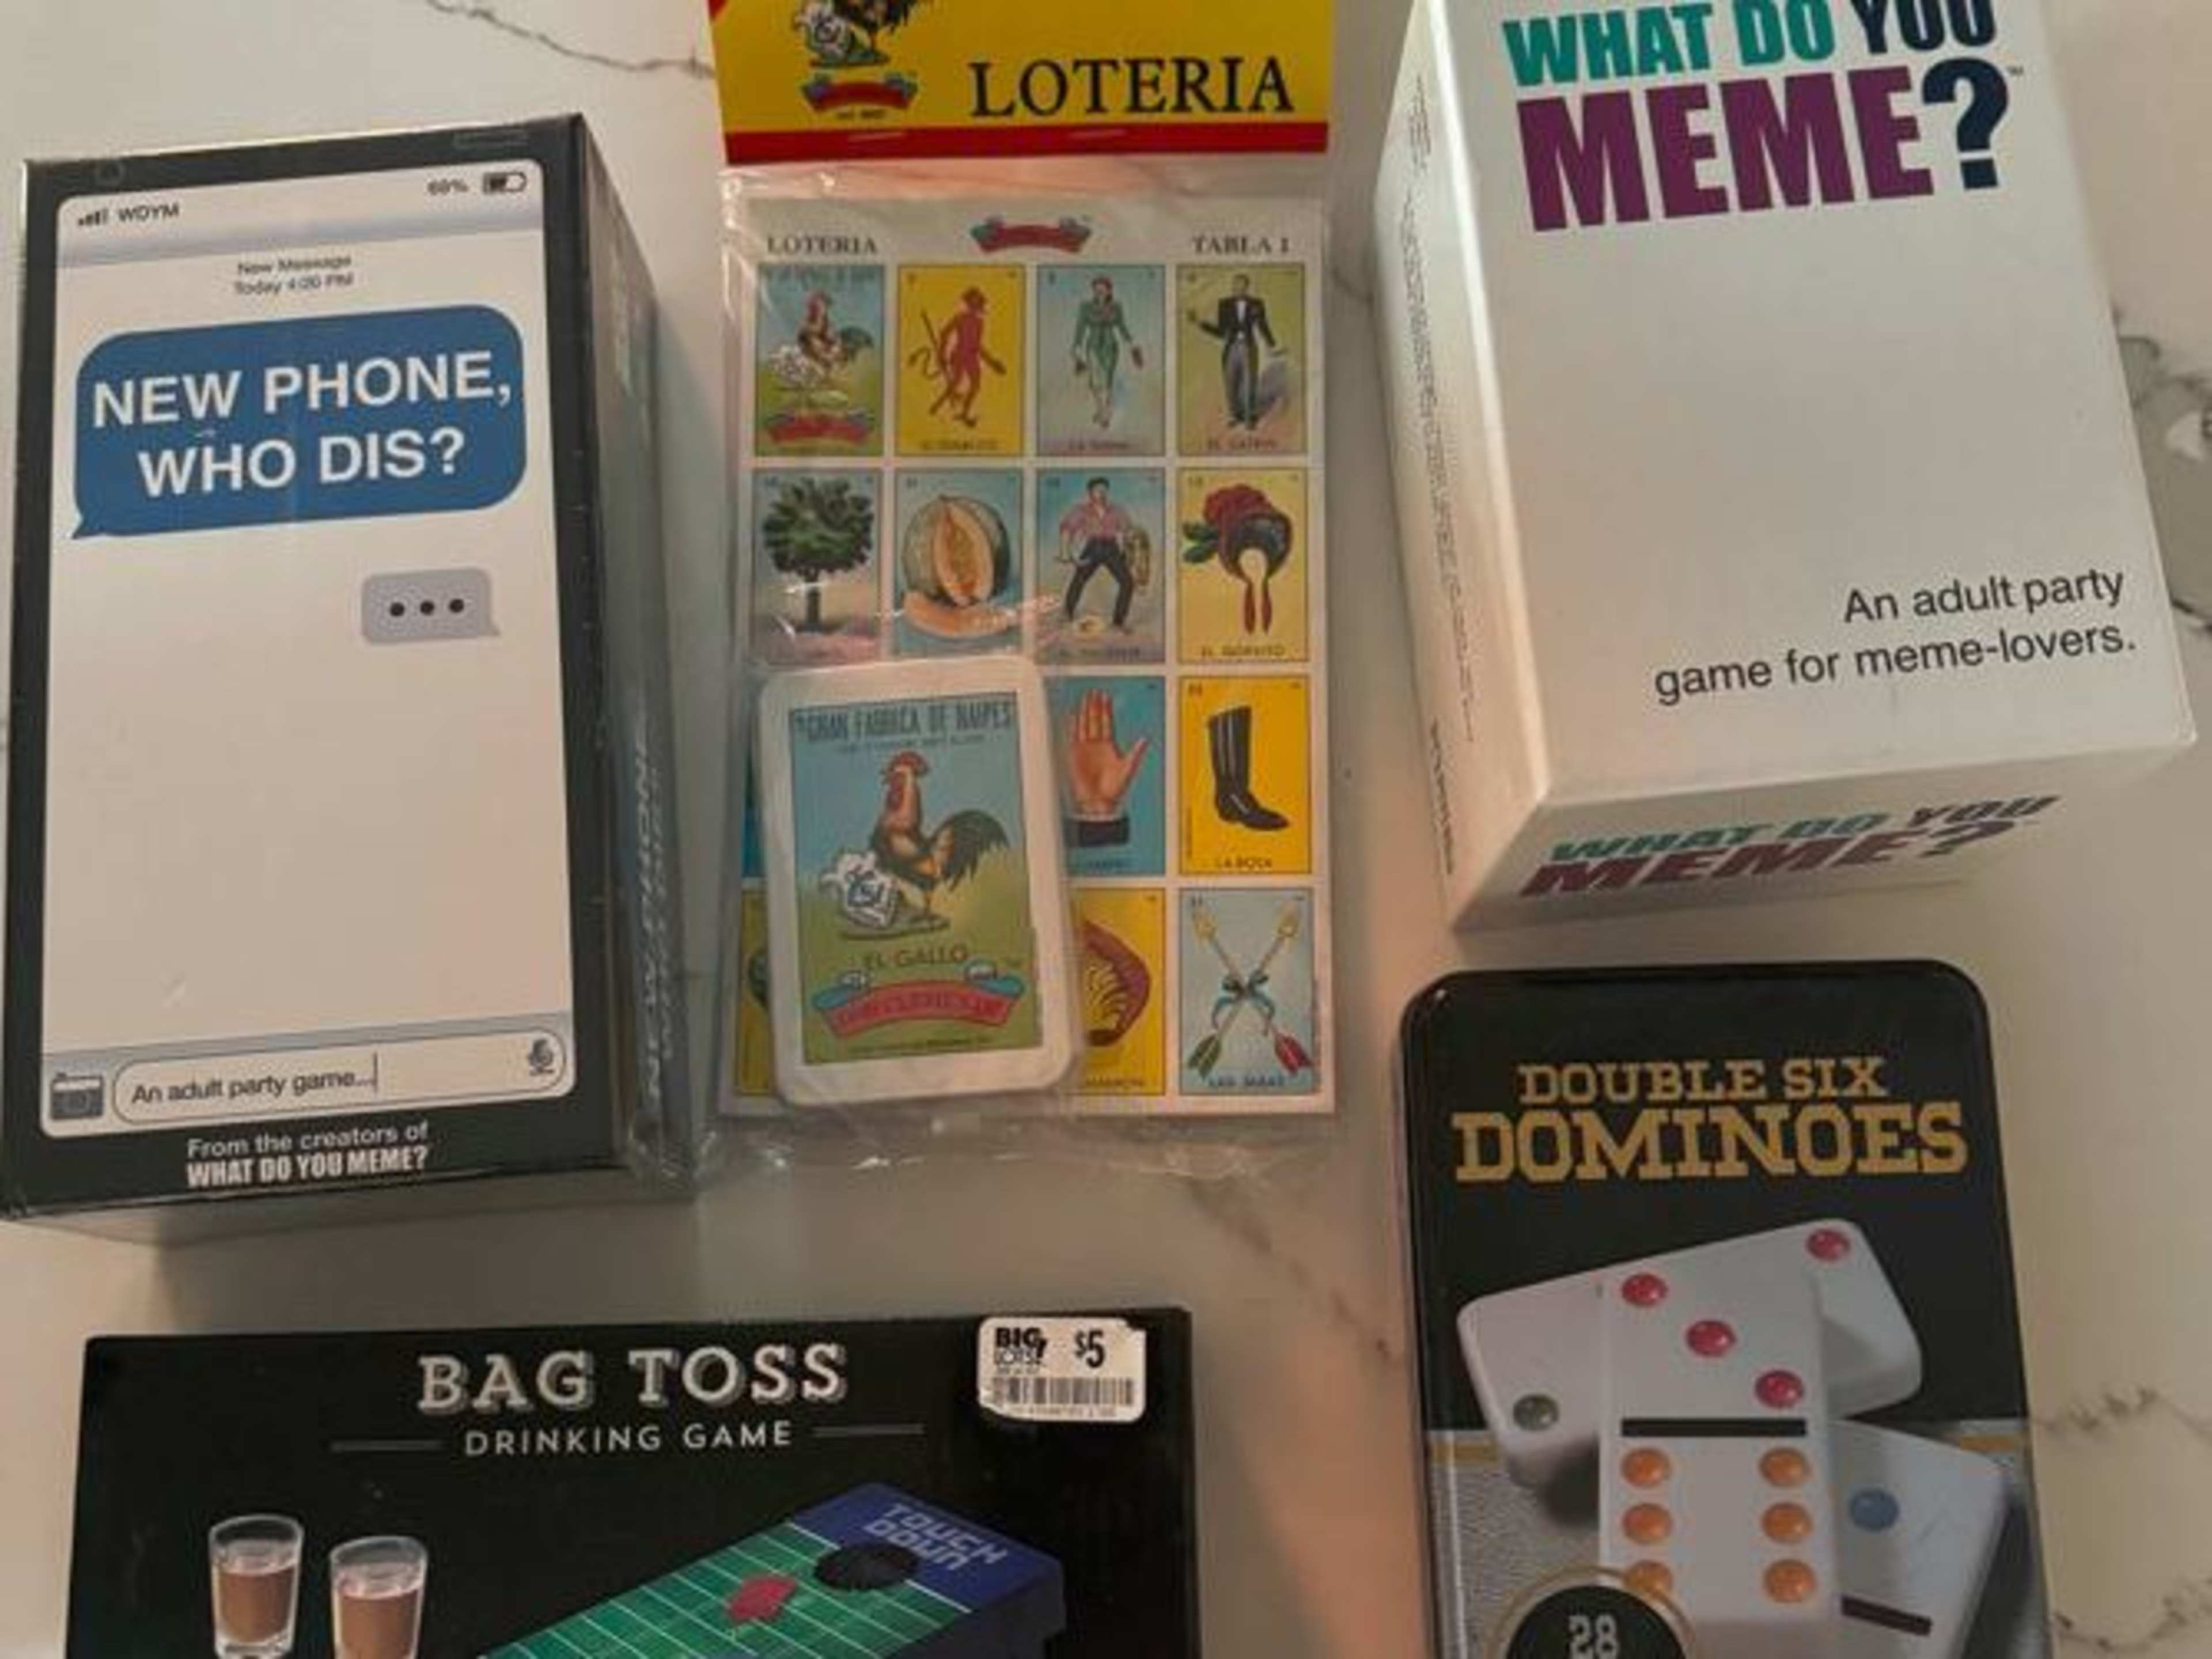 WDYM
69%
New Message
Today 4:20 PM
NEW PHONE,
WHO DIS?
An adult party game...
From the creators of
WHAT DO YOU MEME?
LOTERIA
LOTERIA
TABLA 1
LA BOTA
GRAN FABRICA DE NAIPES
EL GALLO
WHAT DO YOU
MEME?
An adult party
game for meme-lovers.
WHAT DO YOU
MEME?
BAG TOSS
DRINKING GAME
BIG
$5
TOUCH
DOWN
DOUBLE SIX
DOMINOES
28